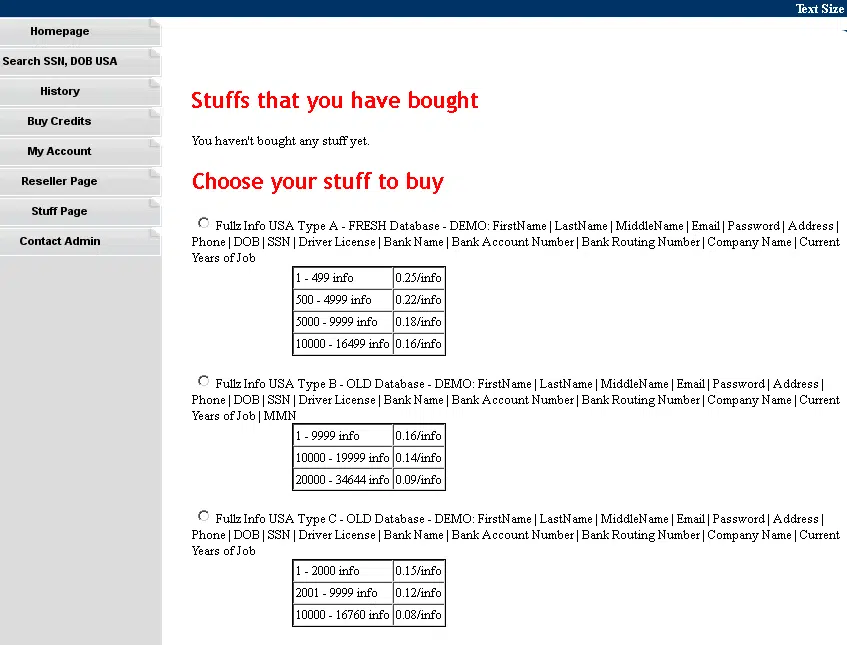 Text Size
Homepage
Search SSN, DOB USA
History
Buy Credits
My Account
Reseller Page
Stuff Page
Contact Admin
Stuffs that you have bought
You haven't bought any stuff yet.
Choose your stuff to buy
Fullz Info USA Type A - FRESH Database - DEMO: FirstName | LastName | MiddleName | Email | Password | Address |
Phone | DOB | SSN | Driver License | Bank Name | Bank Account Number | Bank Routing Number | Company Name | Current
Years of Job
1 - 499 info 0.25/info
500 - 4999 info 0.22/info
5000 - 9999 info 0.18/info
10000 - 16499 info 0.16/info
Fullz Info USA Type B - OLD Database - DEMO: FirstName | LastName | MiddleName | Email | Password | Address |
Phone | DOB | SSN | Driver License | Bank Name | Bank Account Number | Bank Routing Number | Company Name | Current
Years of Job | MMN
1 - 9999 info 0.16/info
10000 - 19999 info 0.14/info
20000 - 34644 info 0.09/info
Fullz Info USA Type C - OLD Database - DEMO: FirstName | LastName | MiddleName | Email | Password | Address |
Phone | DOB | SSN | Driver License | Bank Name | Bank Account Number | Bank Routing Number | Company Name | Current
Years of Job
1 - 2000 info 0.15/info
2001 - 9999 info 0.12/info
10000 - 16760 info 0.08/info